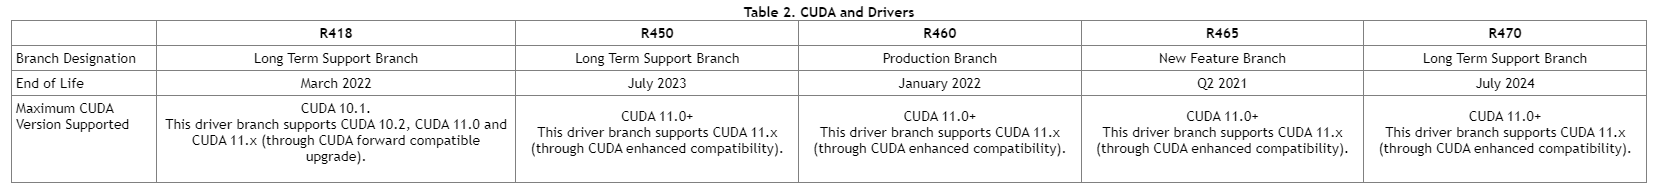 Table 2. CUDA and Drivers
R418 R450 R460 R465 R470
Branch Designation Long Term Support Branch Long Term Support Branch Production Branch New Feature Branch Long Term Support Branch
End of Life March 2022 July 2023 January 2022 Q2 2021 July 2024
Maximum CUDA
Version Supported
CUDA 10.1.
This driver branch supports CUDA 10.2, CUDA 11.0 and
CUDA 11.x (through CUDA forward compatible
upgrade).
CUDA 11.0+
This driver branch supports CUDA 11.x
(through CUDA enhanced compatibility).
CUDA 11.0+
This driver branch supports CUDA 11.x
(through CUDA enhanced compatibility).
CUDA 11.0+
This driver branch supports CUDA 11.x
(through CUDA enhanced compatibility).
CUDA 11.0+
This driver branch supports CUDA 11.x
(through CUDA enhanced compatibility).